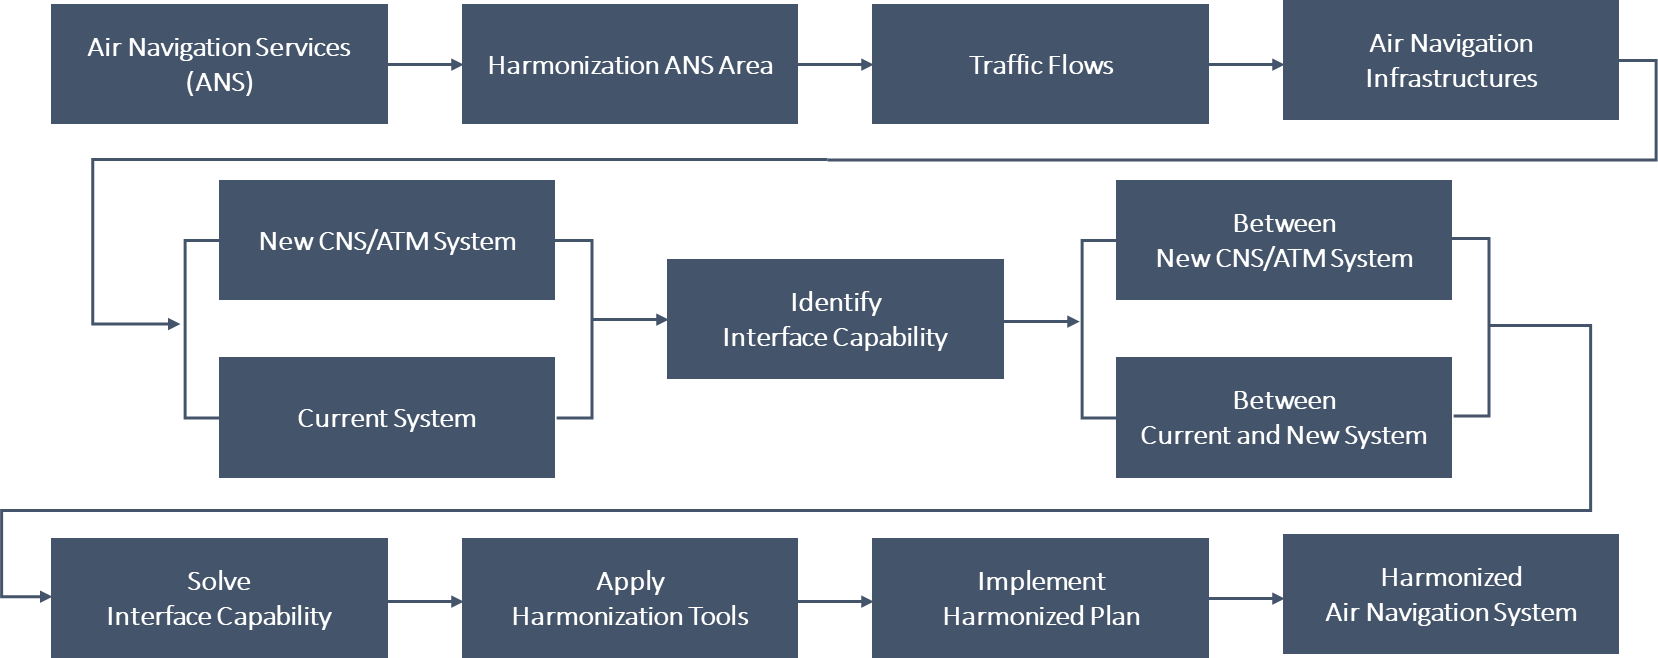 Air Navigation Services
(ANS)
Harmonization ANS Area
Traffic Flows
Air Navigation
Infrastructures
New CNS/ATM System
Current System
Identify
Interface Capability
Between
New CNS/ATM System
Between
Current and New System
Solve
Interface Capability
Apply
Harmonization Tools
Implement
Harmonized Plan
Harmonized
Air Navigation System